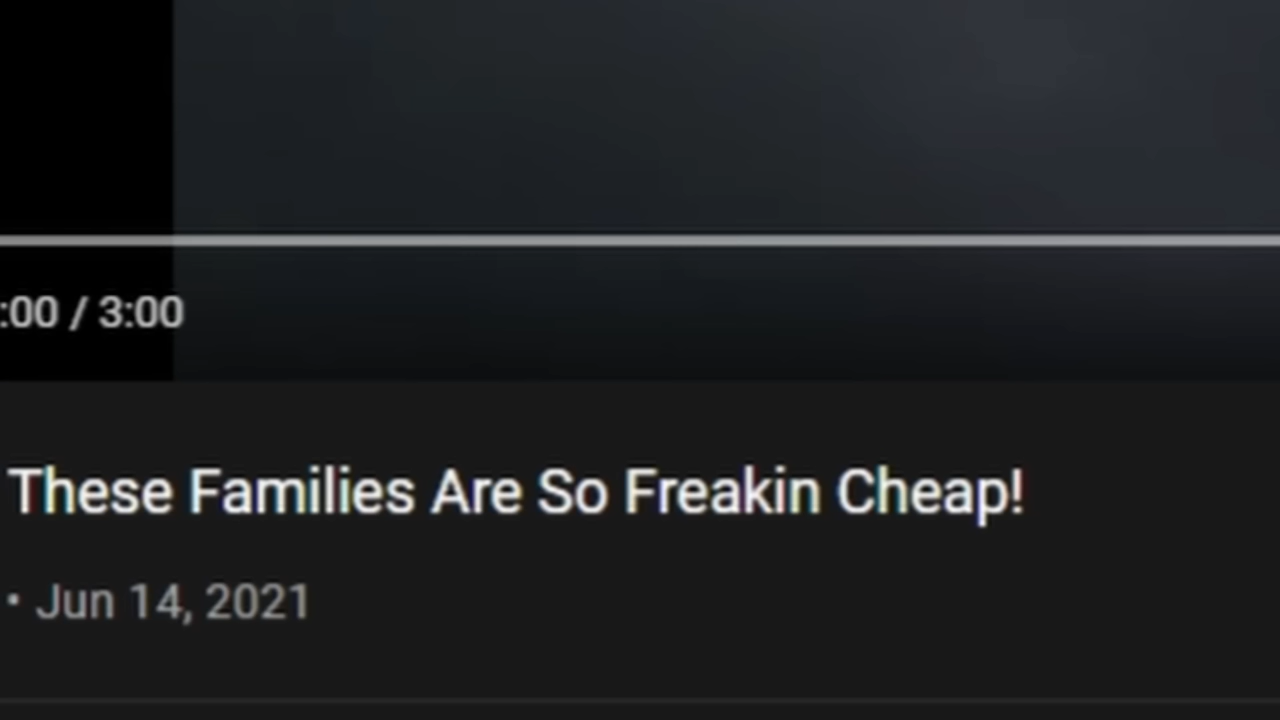 :00 / 3:00
These Families Are So Freakin Cheap!
• Jun 14, 2021